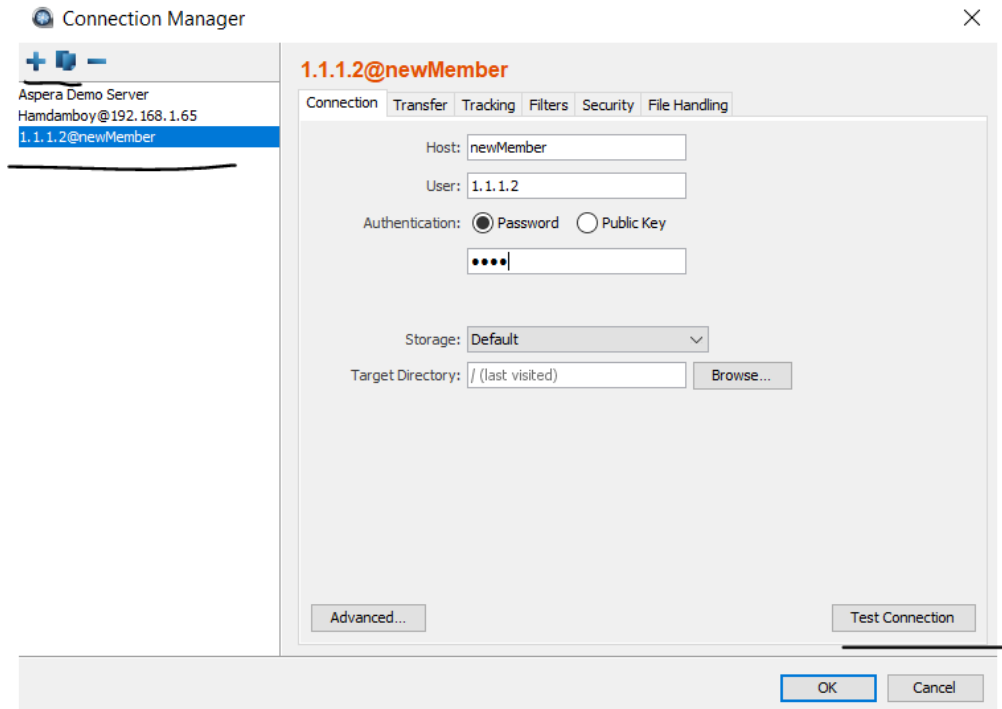 Connection Manager
Aspera Demo Server
Hamdamboy@192.168.1.65
1.1.1.2@newMember
1.1.1.2@newMember
Connection Transfer Tracking Filters Security File Handling
Host: newMember
User: 1.1.1.2
Authentication: Password Public Key
••••
Storage: Default
Target Directory: / (last visited) Browse...
Advanced... Test Connection
OK Cancel